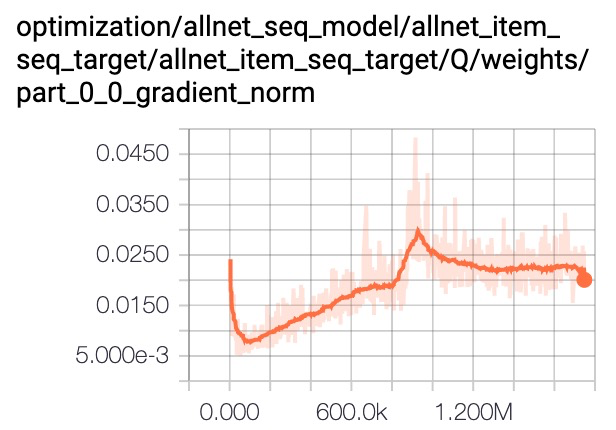 optimization/allnet_seq_model/allnet_item_
seq_target/allnet_item_seq_target/Q/weights/
part_0_0_gradient_norm
0.0450
0.0350
0.0250
0.0150
5.000e-3
0.000 600.0k 1.200M